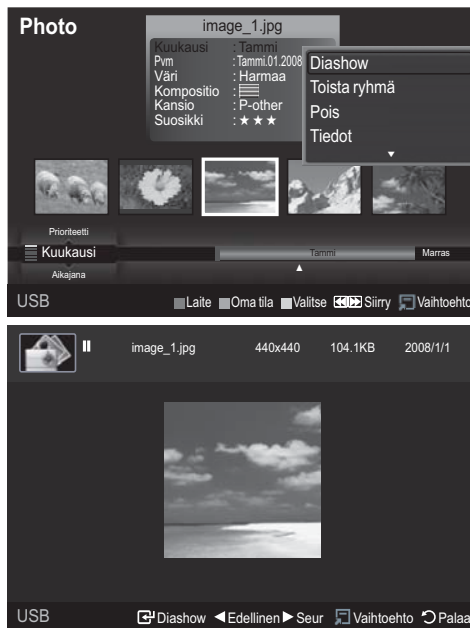 Photo
image_1.jpg
Kuukausi : Tammi
Pvm : Tammi.01.2008
Väri : Harmaa
Kompositio :
Kansio : P-other
Suosikki : ★ ★ ★
Diashow
Toista ryhmä
Pois
Tiedot
Prioriteetti
Kuukausi
Aikajana
Tammi
Marras
USB
Laite Oma tila Valitse Siirry Vaihtoehto
image_1.jpg 440x440 104.1KB 2008/1/1
USB
Diashow ◄Edellinen ► Seur Vaihtoehto Palaa